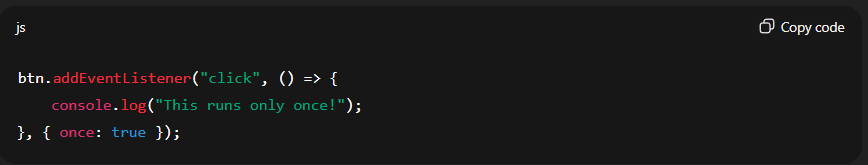 js
Copy code
btn.addEventListener("click", () => {
    console.log("This runs only once!");
}, { once: true });